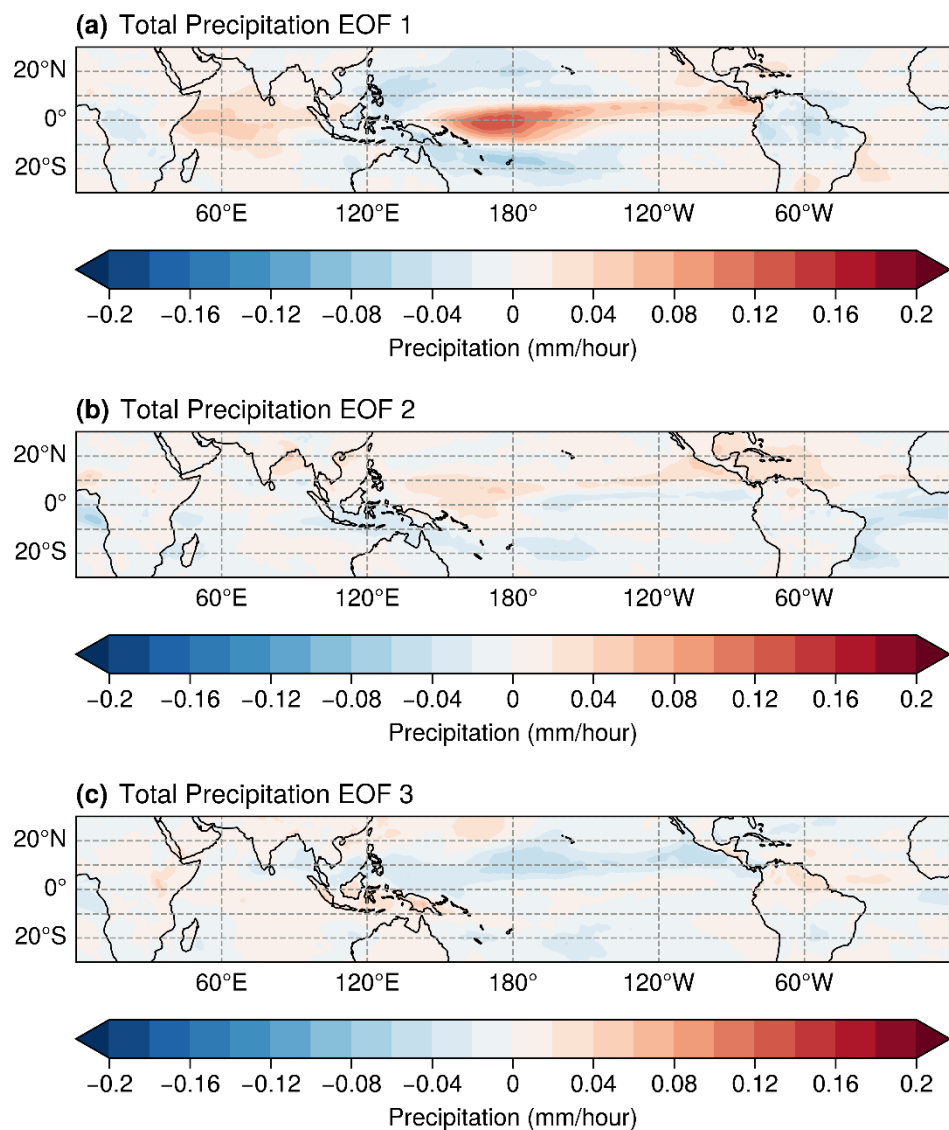 (a) Total Precipitation EOF 1
20°N
0°
20°S
60°E 120°E 180° 120°W 60°W
−0.2 −0.16 −0.12 −0.08 −0.04 0 0.04 0.08 0.12 0.16 0.2
Precipitation (mm/hour)
(b) Total Precipitation EOF 2
20°N
0°
20°S
60°E 120°E 180° 120°W 60°W
−0.2 −0.16 −0.12 −0.08 −0.04 0 0.04 0.08 0.12 0.16 0.2
Precipitation (mm/hour)
(c) Total Precipitation EOF 3
20°N
0°
20°S
60°E 120°E 180° 120°W 60°W
−0.2 −0.16 −0.12 −0.08 −0.04 0 0.04 0.08 0.12 0.16 0.2
Precipitation (mm/hour)